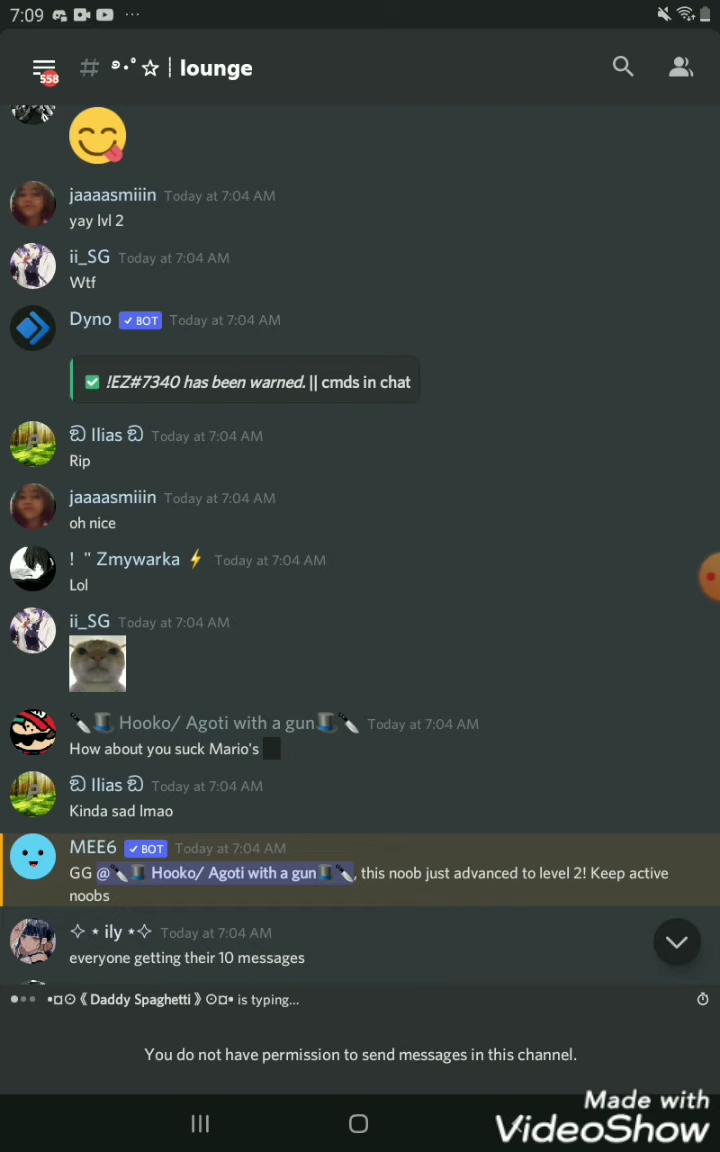 7:09
558
# ୭̥⋆*｡ ☆ | lounge
jaaaasmiiin Today at 7:04 AM
yay lvl 2
ii_SG Today at 7:04 AM
Wtf
Dyno ✓ BOT Today at 7:04 AM
✅ !EZ#7340 has been warned. || cmds in chat
ඞ Ilias ඞ Today at 7:04 AM
Rip
jaaaasmiiin Today at 7:04 AM
oh nice
! " Zmywarka ⚡ Today at 7:04 AM
Lol
ii_SG Today at 7:04 AM
🔪🎩 Hooko/ Agoti with a gun🎩🔪 Today at 7:04 AM
How about you suck Mario's
ඞ Ilias ඞ Today at 7:04 AM
Kinda sad lmao
MEE6 ✓ BOT Today at 7:04 AM
GG @🔪🎩 Hooko/ Agoti with a gun🎩🔪, this noob just advanced to level 2! Keep active
noobs
✧ ⋆ ily ⋆✧ Today at 7:04 AM
everyone getting their 10 messages
•◘⊙《 Daddy Spaghetti 》⊙◘• is typing...
You do not have permission to send messages in this channel.
Made with
VideoShow